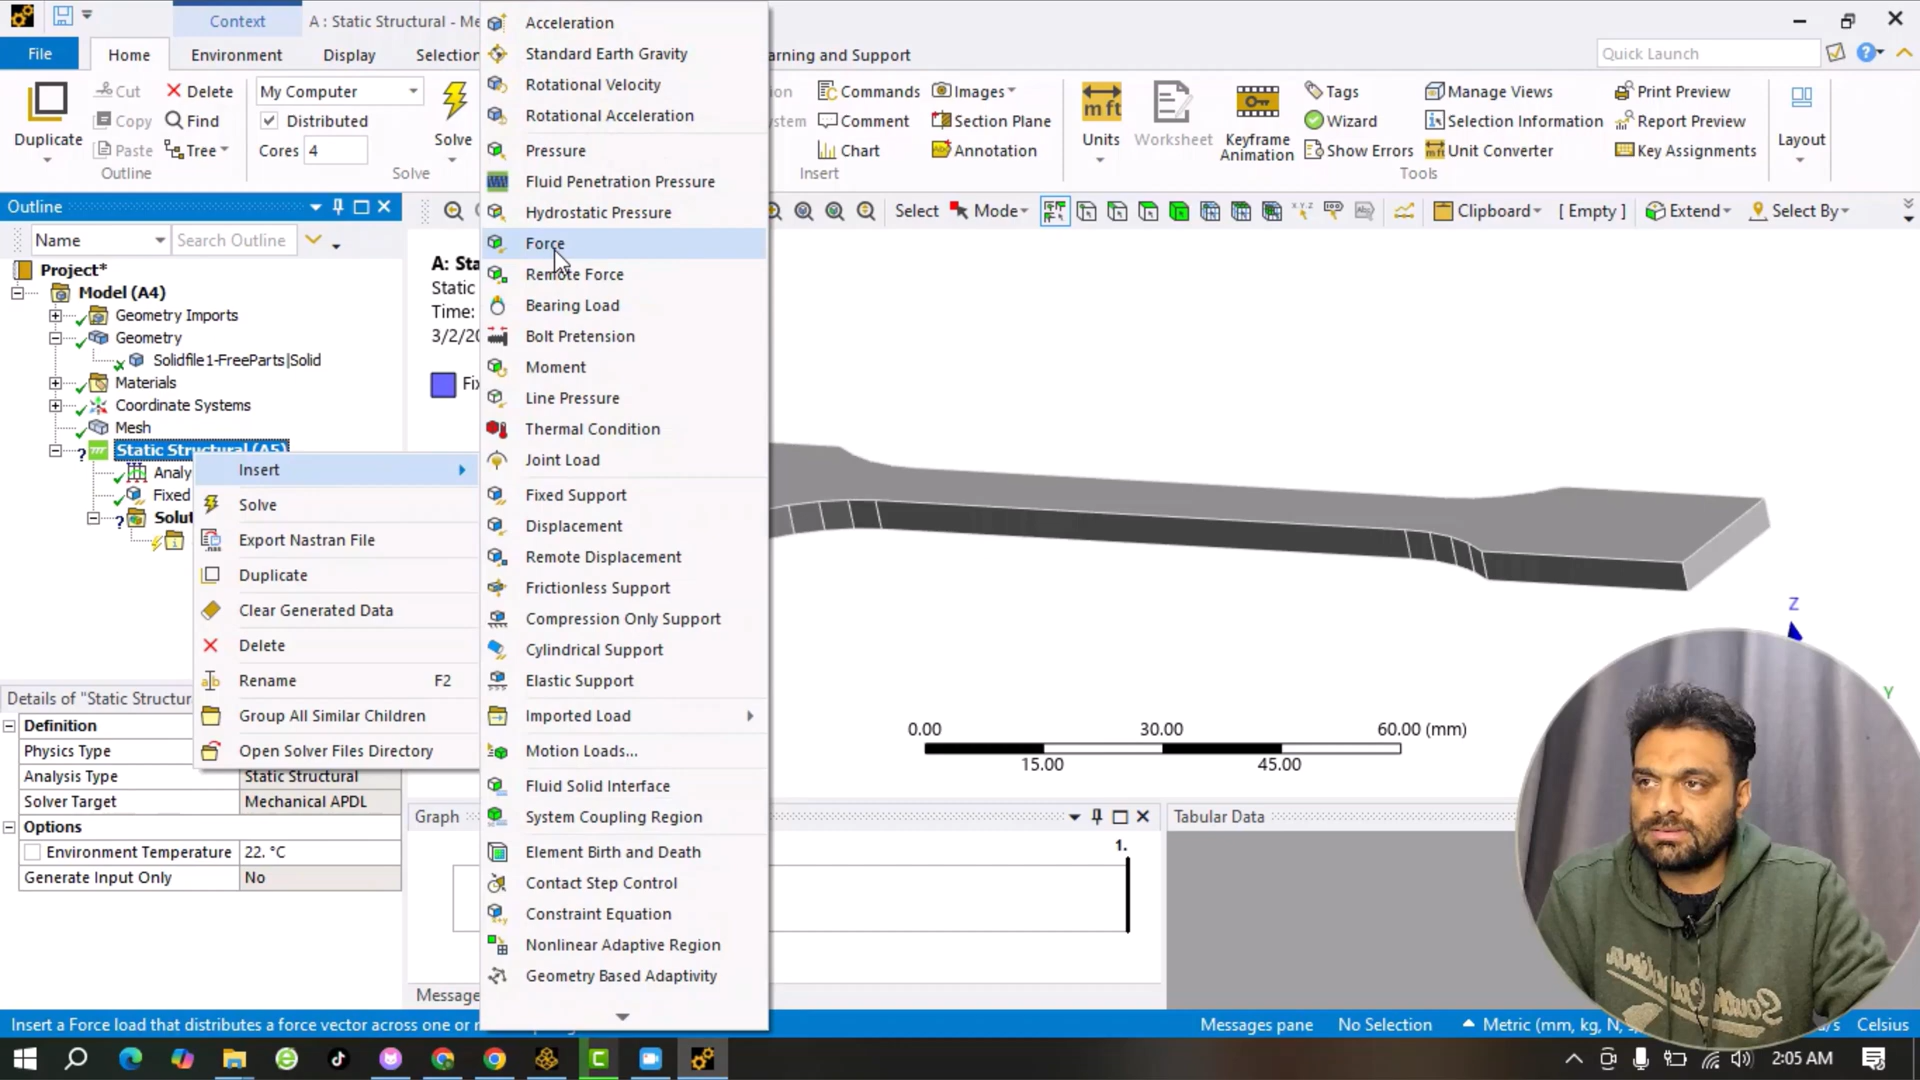 Context
A : Static Structural - Me
File
Home
Environment
Display
Selection
arning and Support
Quick Launch
Duplicate
Cut
Copy
Paste
Delete
Find
Tree
Outline
My Computer
Distributed
Cores 4
Solve
Solve
Commands
Comment
Chart
Images
Section Plane
Annotation
Insert
Units
Worksheet
Keyframe
Animation
Tags
Wizard
Show Errors
Manage Views
Selection Information
Unit Converter
Print Preview
Report Preview
Key Assignments
Tools
Layout
Outline
Name
Search Outline
Select
Mode
Clipboard
[ Empty ]
Extend
Select By
Project*
Model (A4)
Geometry Imports
Geometry
Solidfile1-FreeParts|Solid
Materials
Coordinate Systems
Mesh
Static Structural (A5)
Analy
Fixed
Solut
A: Sta
Static
Time:
3/2/20
Fix
Insert
Solve
Export Nastran File
Duplicate
Clear Generated Data
Delete
Rename F2
Group All Similar Children
Open Solver Files Directory
Acceleration
Standard Earth Gravity
Rotational Velocity
Rotational Acceleration
Pressure
Fluid Penetration Pressure
Hydrostatic Pressure
Force
Remote Force
Bearing Load
Bolt Pretension
Moment
Line Pressure
Thermal Condition
Joint Load
Fixed Support
Displacement
Remote Displacement
Frictionless Support
Compression Only Support
Cylindrical Support
Elastic Support
Imported Load
Motion Loads...
Fluid Solid Interface
System Coupling Region
Element Birth and Death
Contact Step Control
Constraint Equation
Nonlinear Adaptive Region
Geometry Based Adaptivity
Z
Y
0.00 30.00 60.00 (mm)
15.00 45.00
Details of "Static Structur
Definition
Physics Type
Analysis Type Static Structural
Solver Target Mechanical APDL
Options
Environment Temperature 22. °C
Generate Input Only No
Graph
1.
Message
Tabular Data
Insert a Force load that distributes a force vector across one or
Messages pane
No Selection
Metric (mm, kg, N,
Celsius
2:05 AM